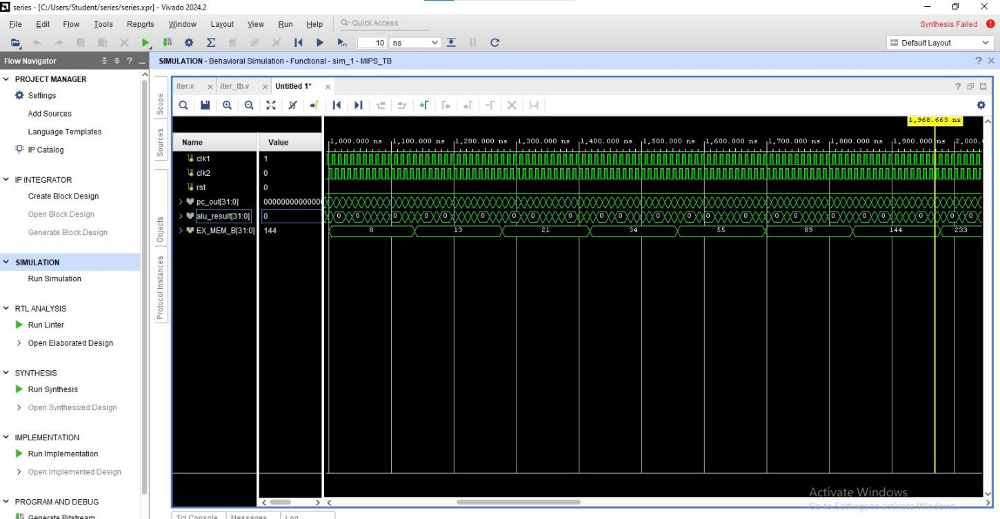 series - [C:/Users/Student/series/series.xpr] - Vivado 2024.2
File Edit Flow Tools Reports Window Layout View Run Help Quick Access Synthesis Failed
10 ns Default Layout
Flow Navigator ? SIMULATION - Behavioral Simulation - Functional - sim_1 - MIPS_TB ?
PROJECT MANAGER
Settings
Add Sources
Language Templates
IP Catalog
IP INTEGRATOR
Create Block Design
Open Block Design
Generate Block Design
SIMULATION
Run Simulation
RTL ANALYSIS
Run Linter
Open Elaborated Design
SYNTHESIS
Run Synthesis
Open Synthesized Design
IMPLEMENTATION
Run Implementation
Open Implemented Design
PROGRAM AND DEBUG
Generate Bitstream
Scope
Sources
Objects
Protocol Instances
iter.v iter_tb.v Untitled 1* ?
1,968.663 ns
Name Value 1,000.000 ns 1,100.000 ns 1,200.000 ns 1,300.000 ns 1,400.000 ns 1,500.000 ns 1,600.000 ns 1,700.000 ns 1,800.000 ns 1,900.000 ns 2,000.
clk1 1
clk2 0
rst 0
pc_out[31:0] 0000000000000
alu_result[31:0] 0 0 0 0 0 0 0 0 0 0 0 0 0 0 0 0 0 0 0 0 0 0 0 0
EX_MEM_B[31:0] 144 8 13 21 34 55 89 144 233
Activate Windows
Go to Settings to activate Windows.
Tcl Console Messages Log